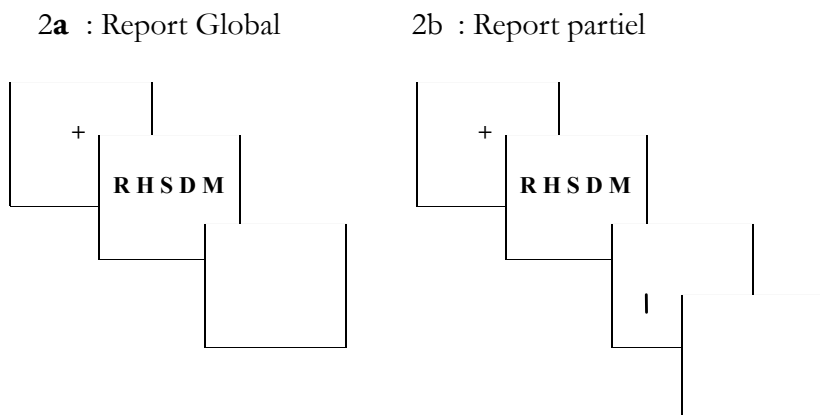 2a : Report Global
2b : Report partiel
+
R H S D M
+
R H S D M